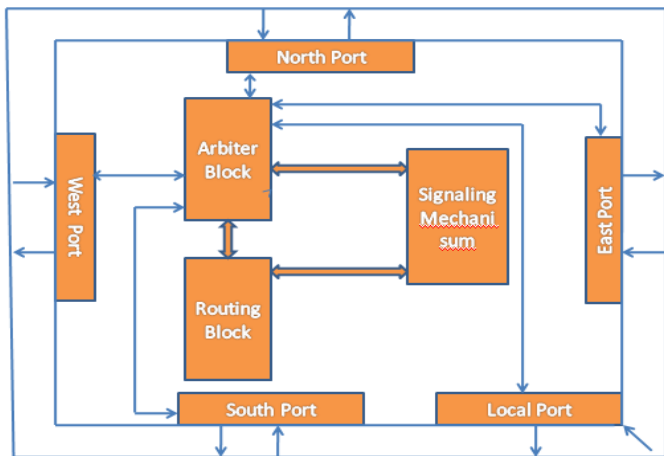 North Port
Arbiter
Block
West Port
Signaling
Mechani
sum
East Port
Routing
Block
South Port
Local Port